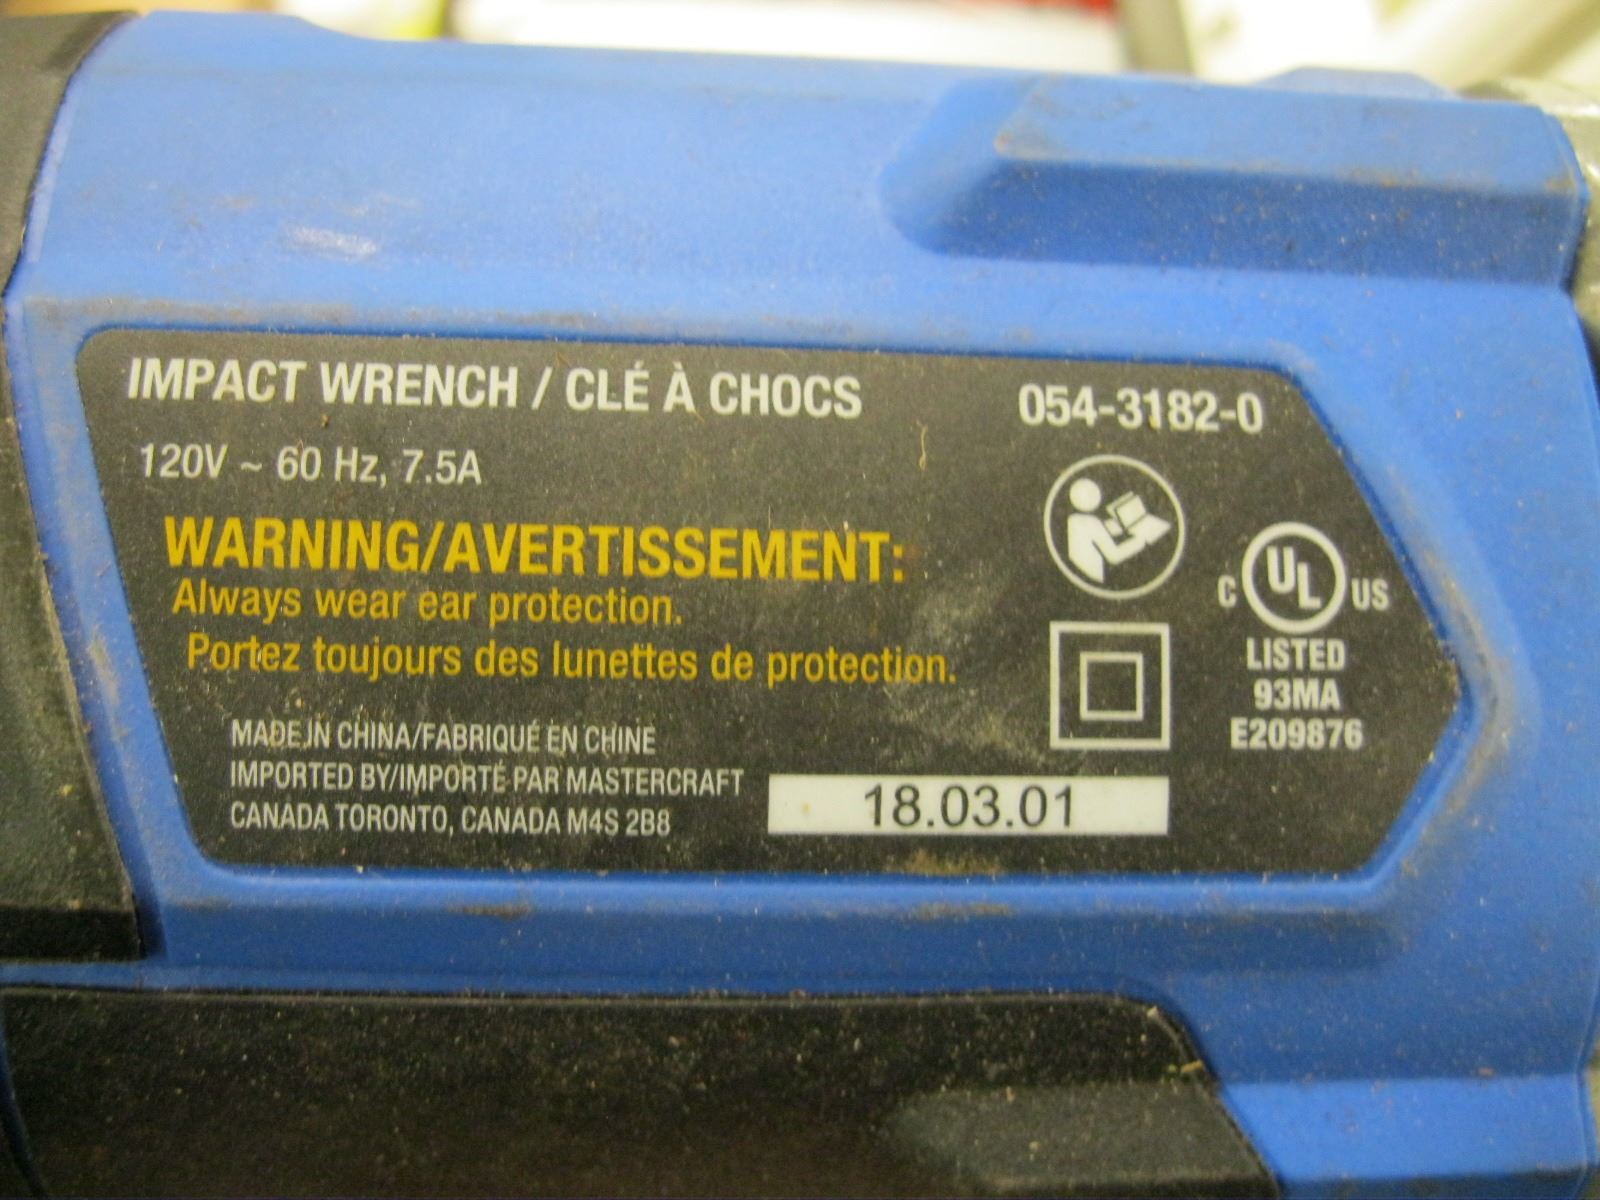 IMPACT WRENCH / CLÉ À CHOCS 054-3182-0
120V ~ 60 Hz, 7.5A
WARNING/AVERTISSEMENT:
Always wear ear protection.
Portez toujours des lunettes de protection.
C UL US
LISTED
93MA
E209876
MADE IN CHINA/FABRIQUÉ EN CHINE
IMPORTED BY/IMPORTÉ PAR MASTERCRAFT
CANADA TORONTO, CANADA M4S 2B8
18.03.01